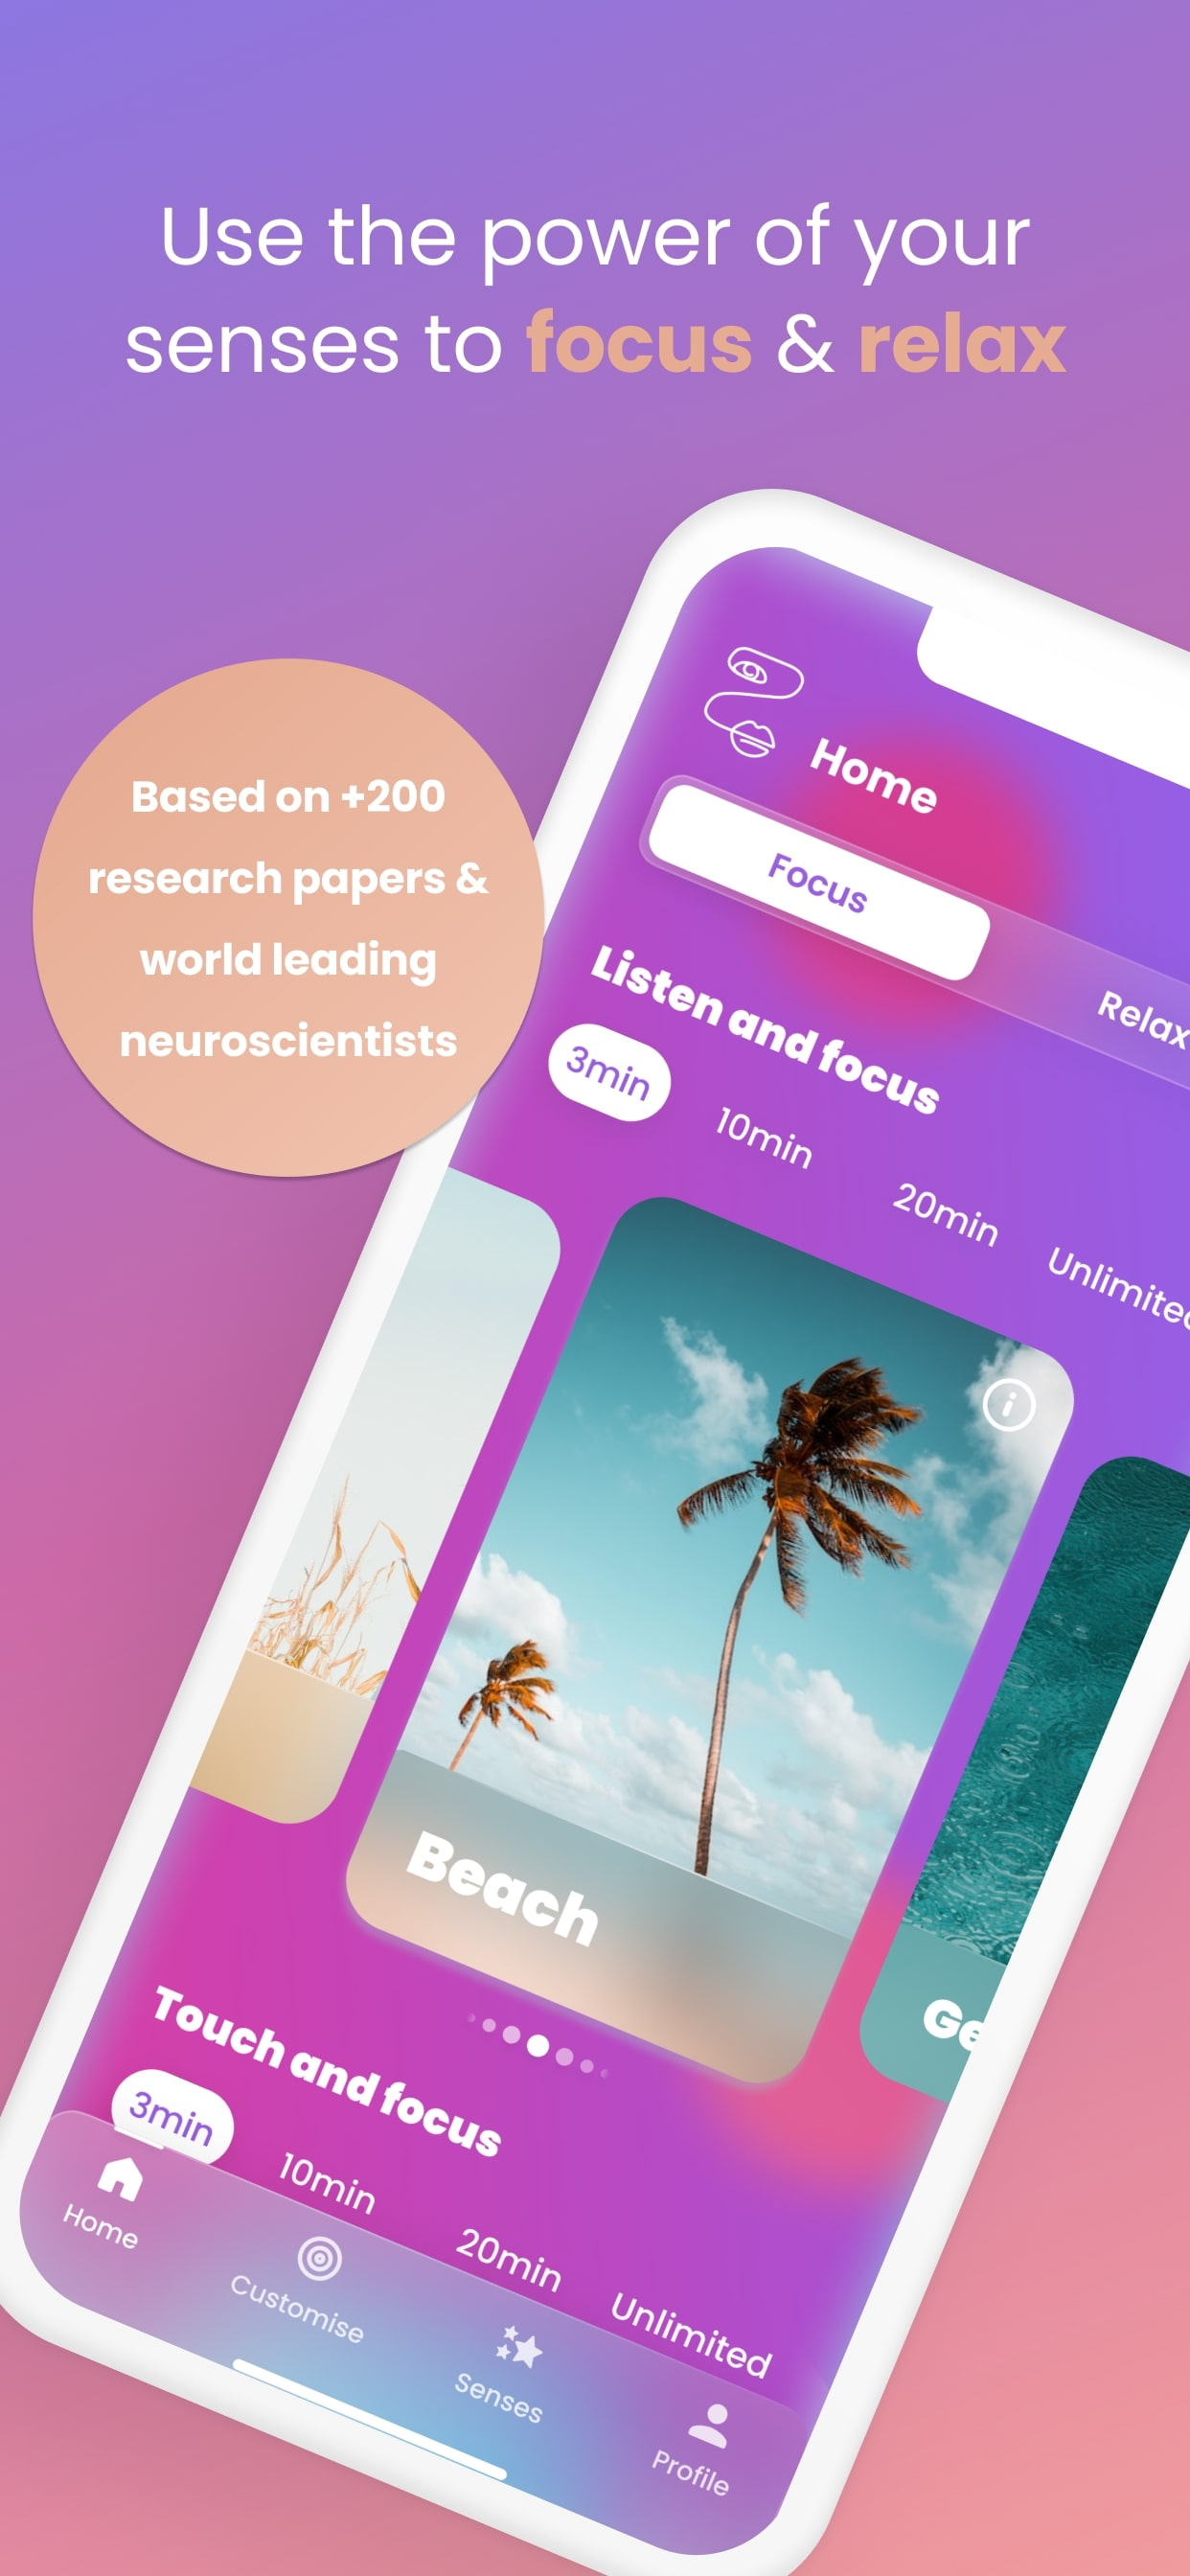 Use the power of your
senses to focus & relax
Based on +200
research papers &
world leading
neuroscientists
Home
Focus
Relax
Listen and focus
3min
10min
20min
Unlimited
Beach
Ge
Touch and focus
3min
10min
20min
Unlimited
Home
Customise
Senses
Profile